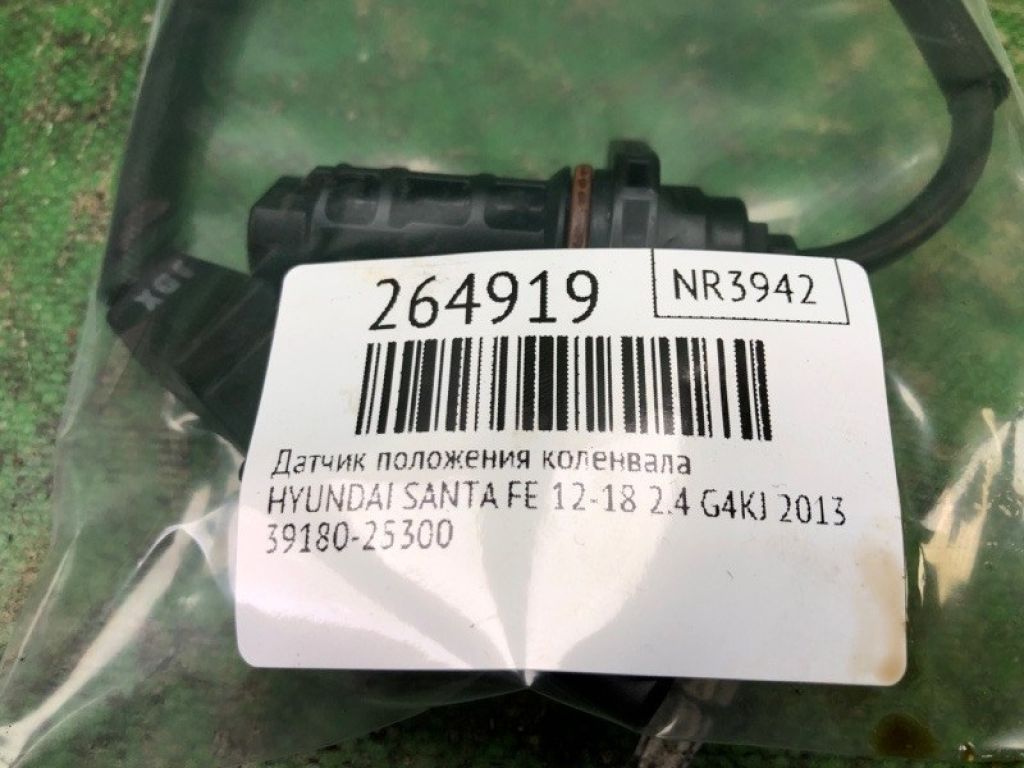 264919
NR3942
Датчик положения коленвала
HYUNDAI SANTA FE 12-18 2.4 G4KJ 2013
39180-25300